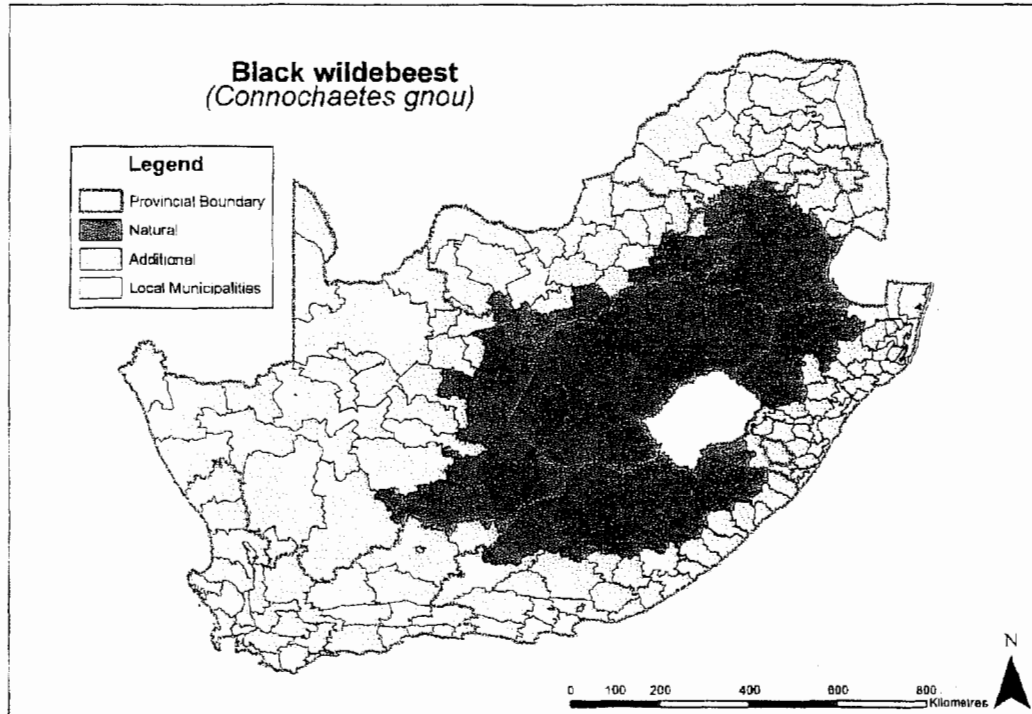 Black wildebeest
(Connochaetes gnou)
Legend
Provincial Boundary
Natural
Additional
Local Municipalities
N
0 100 200 400 600 800
Kilometres